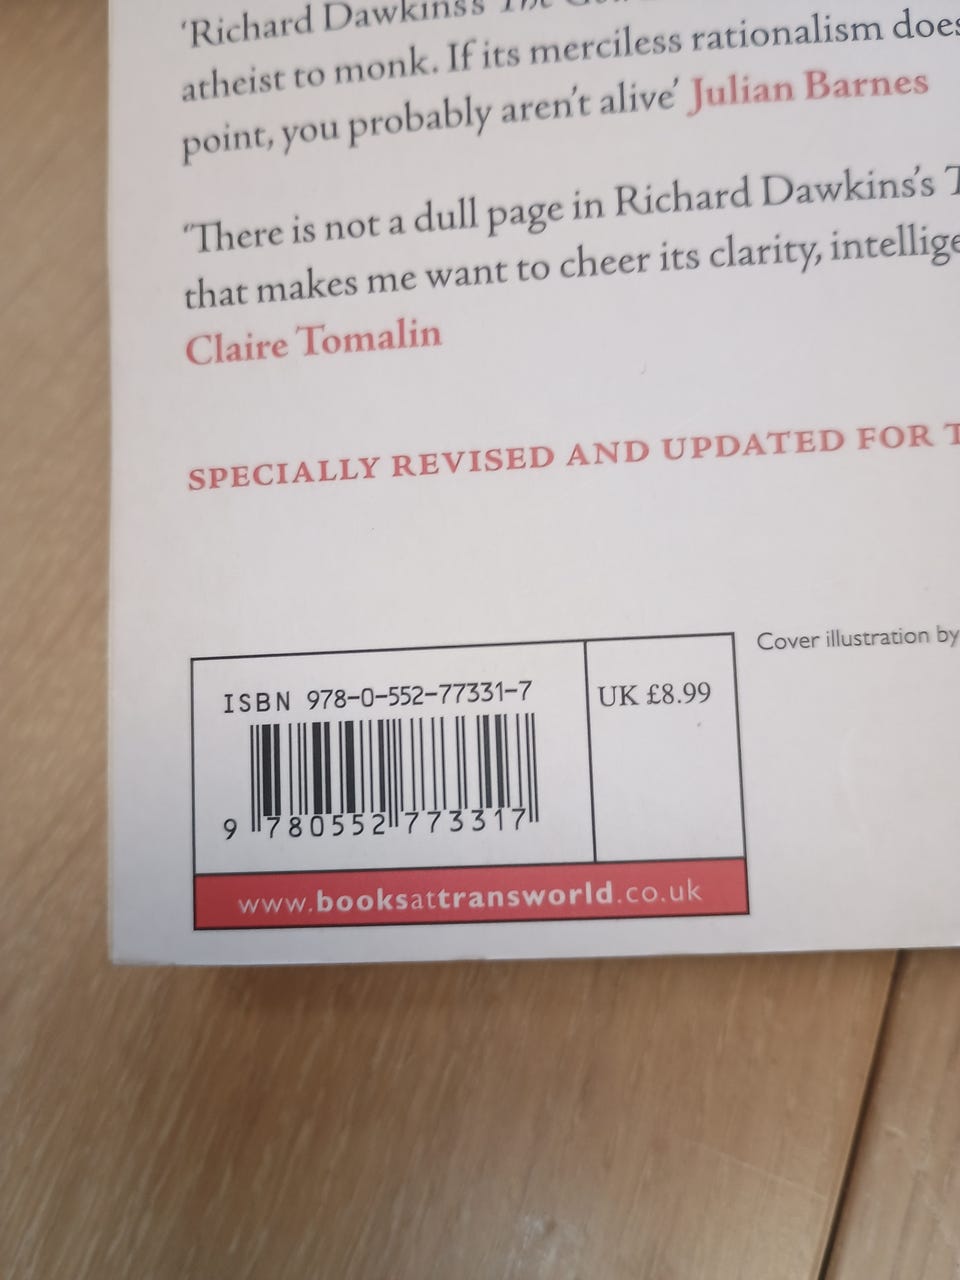 ‘Richard Dawkins's The
atheist to monk. If its merciless rationalism does
point, you probably aren't alive’ Julian Barnes
‘There is not a dull page in Richard Dawkins's T
that makes me want to cheer its clarity, intellige
Claire Tomalin
SPECIALLY REVISED AND UPDATED FOR T
Cover illustration by
ISBN 978-0-552-77331-7
UK £8.99
9 780552 773317
www.booksattransworld.co.uk